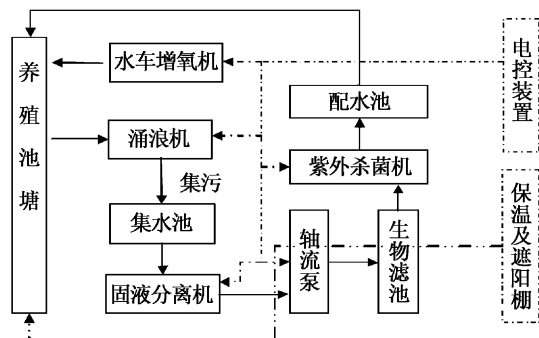 养殖池塘
水车增氧机
涌浪机
集污
集水池
固液分离机
配水池
紫外杀菌机
轴流泵
生物滤池
电控装置
保温及遮阳棚